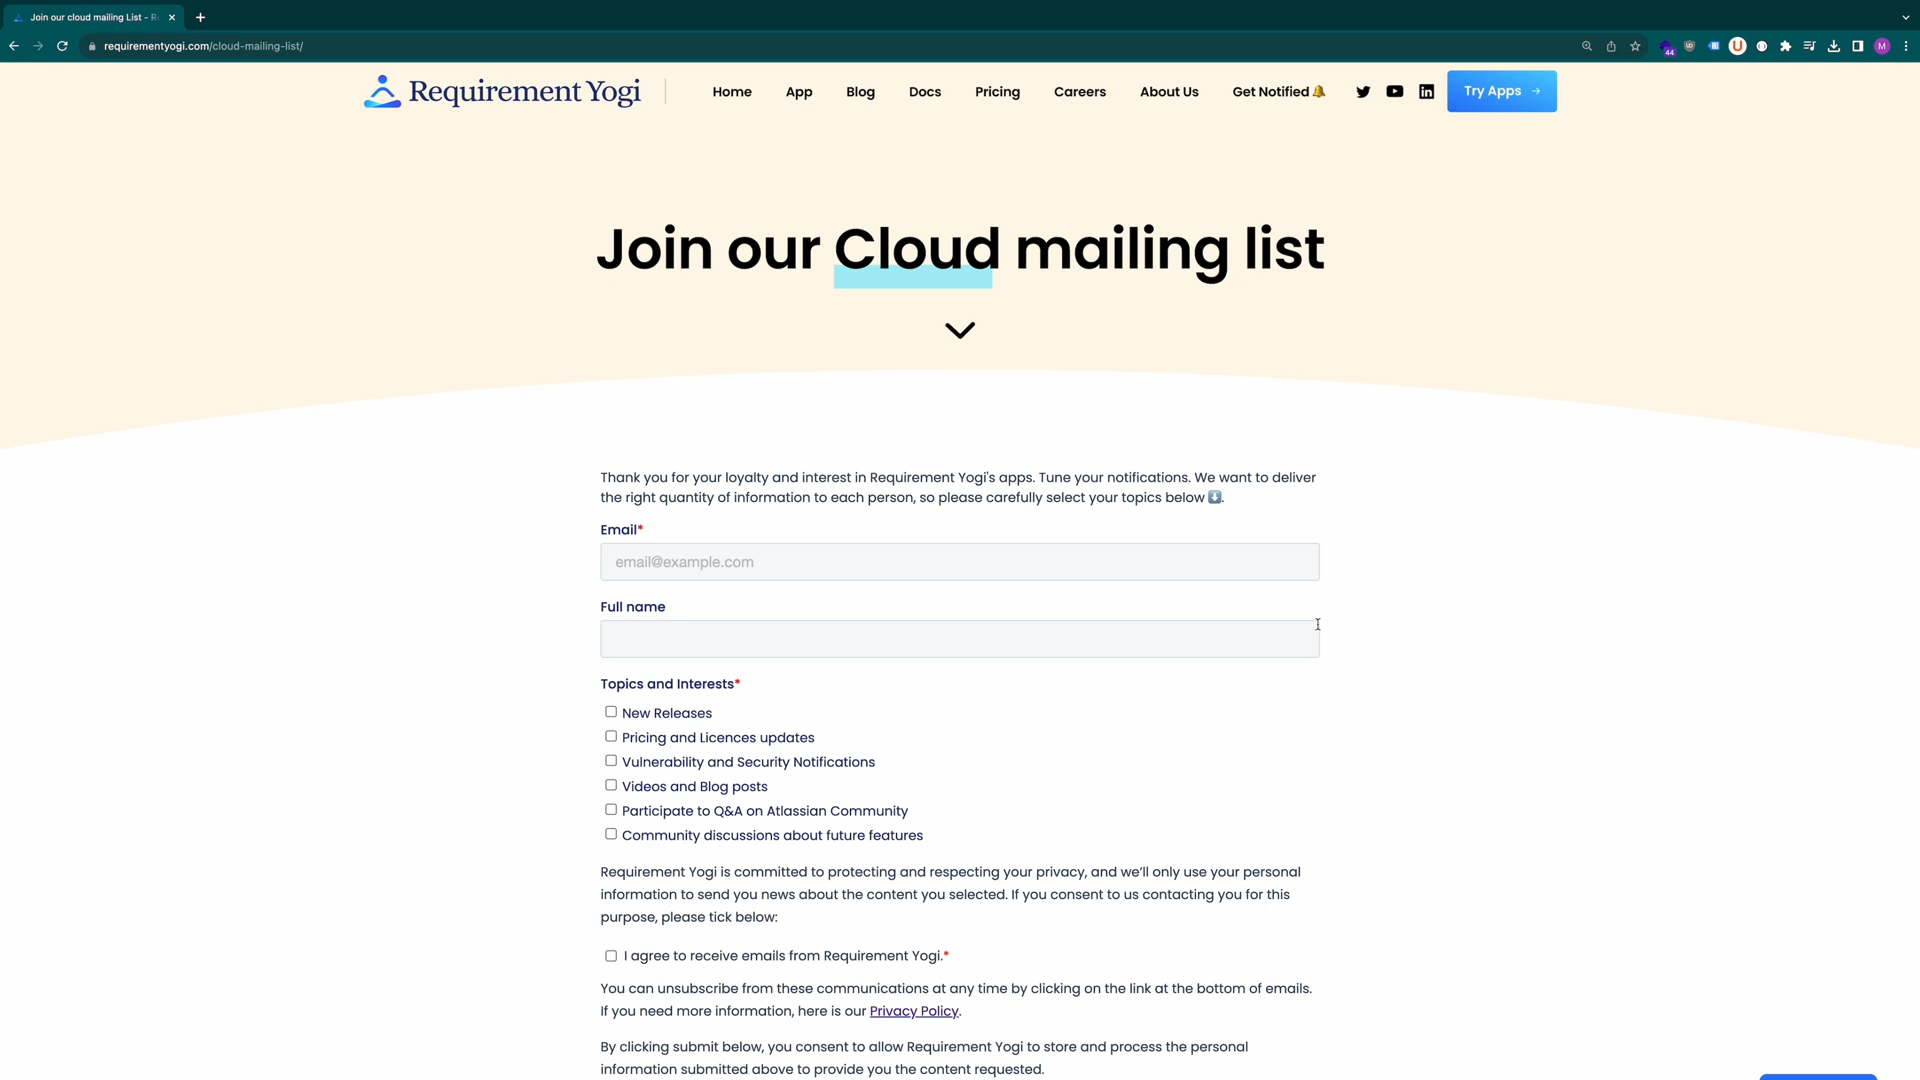 Join our cloud mailing List - R
requirementyogi.com/cloud-mailing-list/
44
M
Requirement Yogi
Home
App
Blog
Docs
Pricing
Careers
About Us
Get Notified🔔
Try Apps →
Join our Cloud mailing list
Thank you for your loyalty and interest in Requirement Yogi's apps. Tune your notifications. We want to deliver
the right quantity of information to each person, so please carefully select your topics below ⬇️.
Email*
email@example.com
Full name
Topics and Interests*
New Releases
Pricing and Licences updates
Vulnerability and Security Notifications
Videos and Blog posts
Participate to Q&A on Atlassian Community
Community discussions about future features
Requirement Yogi is committed to protecting and respecting your privacy, and we’ll only use your personal
information to send you news about the content you selected. If you consent to us contacting you for this
purpose, please tick below:
I agree to receive emails from Requirement Yogi.*
You can unsubscribe from these communications at any time by clicking on the link at the bottom of emails.
If you need more information, here is our Privacy Policy.
By clicking submit below, you consent to allow Requirement Yogi to store and process the personal
information submitted above to provide you the content requested.